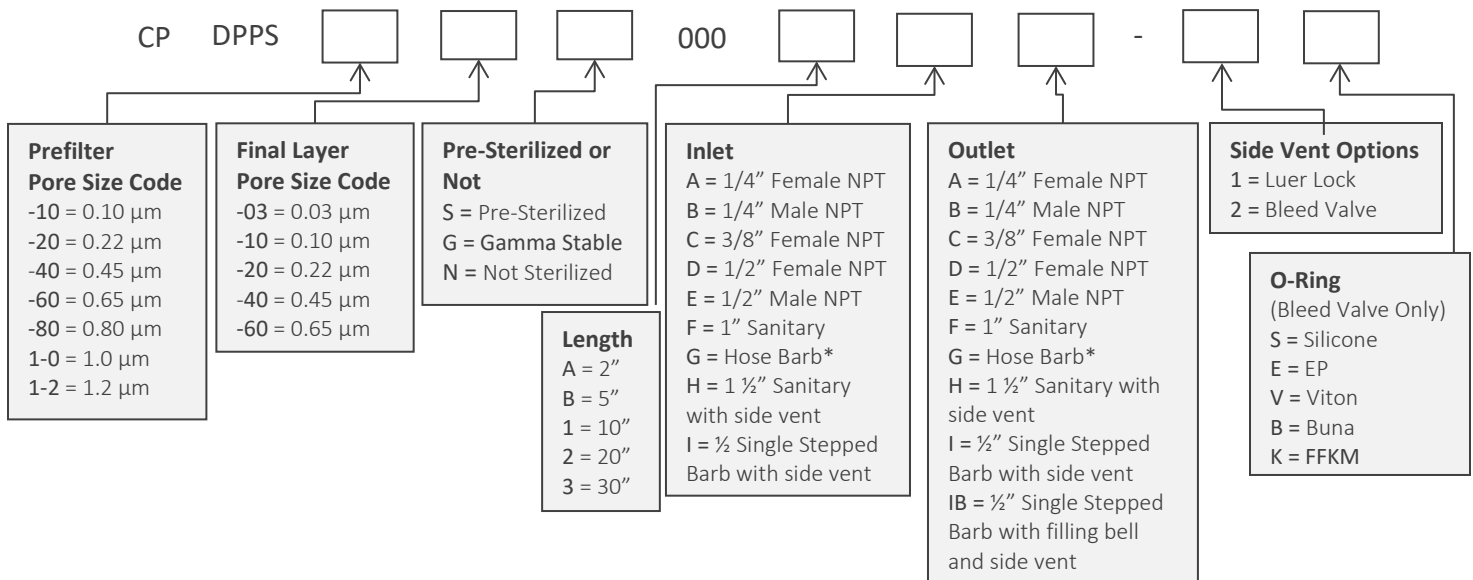 CP DPPS 000 -
Prefilter
Pore Size Code
-10 = 0.10 µm
-20 = 0.22 µm
-40 = 0.45 µm
-60 = 0.65 µm
-80 = 0.80 µm
1-0 = 1.0 µm
1-2 = 1.2 µm
Final Layer
Pore Size Code
-03 = 0.03 µm
-10 = 0.10 µm
-20 = 0.22 µm
-40 = 0.45 µm
-60 = 0.65 µm
Pre-Sterilized or
Not
S = Pre-Sterilized
G = Gamma Stable
N = Not Sterilized
Length
A = 2”
B = 5”
1 = 10”
2 = 20”
3 = 30”
Inlet
A = 1/4” Female NPT
B = 1/4” Male NPT
C = 3/8” Female NPT
D = 1/2” Female NPT
E = 1/2” Male NPT
F = 1” Sanitary
G = Hose Barb*
H = 1 ½” Sanitary
with side vent
I = ½ Single Stepped
Barb with side vent
Outlet
A = 1/4” Female NPT
B = 1/4” Male NPT
C = 3/8” Female NPT
D = 1/2” Female NPT
E = 1/2” Male NPT
F = 1” Sanitary
G = Hose Barb*
H = 1 ½” Sanitary with
side vent
I = ½” Single Stepped
Barb with side vent
IB = ½” Single Stepped
Barb with filling bell
and side vent
Side Vent Options
1 = Luer Lock
2 = Bleed Valve
O-Ring
(Bleed Valve Only)
S = Silicone
E = EP
V = Viton
B = Buna
K = FFKM